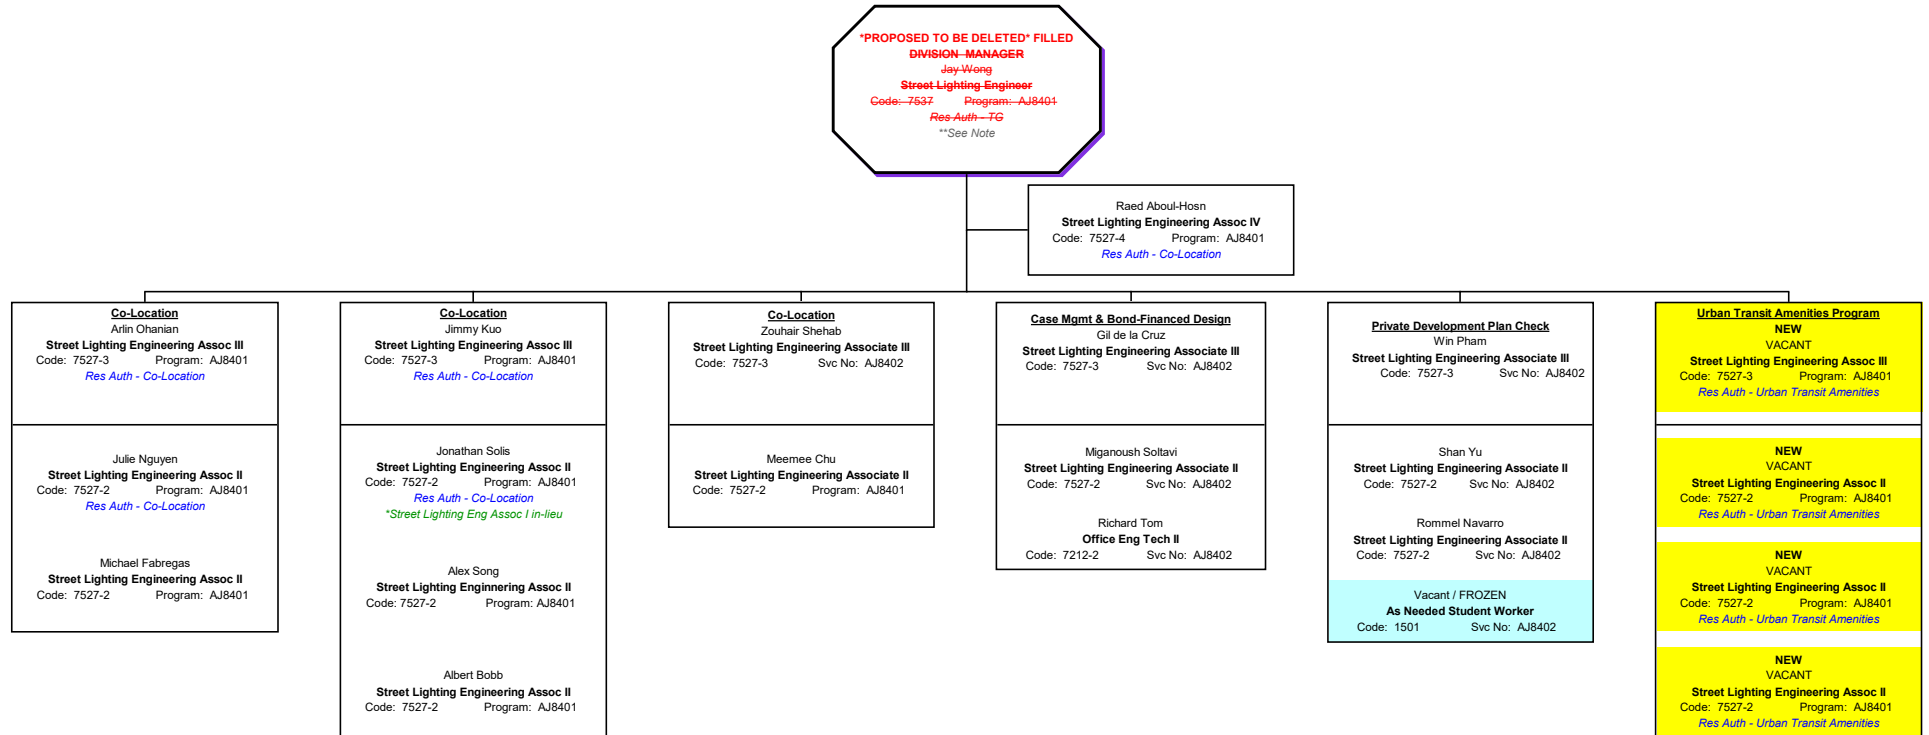 *PROPOSED TO BE DELETED* FILLED
DIVISION MANAGER
Jay Wong
Street Lighting Engineer
Code: 7537 Program: AJ8401
Res Auth - TG
**See Note
Raed Aboul-Hosn
Street Lighting Engineering Assoc IV
Code: 7527-4 Program: AJ8401
Res Auth - Co-Location
Co-Location
Arlin Ohanian
Street Lighting Engineering Assoc III
Code: 7527-3 Program: AJ8401
Res Auth - Co-Location
Julie Nguyen
Street Lighting Engineering Assoc II
Code: 7527-2 Program: AJ8401
Res Auth - Co-Location
Michael Fabregas
Street Lighting Engineering Assoc II
Code: 7527-2 Program: AJ8401
Co-Location
Jimmy Kuo
Street Lighting Engineering Assoc III
Code: 7527-3 Program: AJ8401
Res Auth - Co-Location
Jonathan Solis
Street Lighting Engineering Assoc II
Code: 7527-2 Program: AJ8401
Res Auth - Co-Location
*Street Lighting Eng Assoc I in-lieu
Alex Song
Street Lighting Enginnering Assoc II
Code: 7527-2 Program: AJ8401
Albert Bobb
Street Lighting Engineering Assoc II
Code: 7527-2 Program: AJ8401
Co-Location
Zouhair Shehab
Street Lighting Engineering Associate III
Code: 7527-3 Svc No: AJ8402
Meemee Chu
Street Lighting Engineering Associate II
Code: 7527-2 Program: AJ8401
Case Mgmt & Bond-Financed Design
Gil de la Cruz
Street Lighting Engineering Associate III
Code: 7527-3 Svc No: AJ8402
Miganoush Soltavi
Street Lighting Engineering Associate II
Code: 7527-2 Svc No: AJ8402
Richard Tom
Office Eng Tech II
Code: 7212-2 Svc No: AJ8402
Private Development Plan Check
Win Pham
Street Lighting Engineering Associate III
Code: 7527-3 Svc No: AJ8402
Shan Yu
Street Lighting Engineering Associate II
Code: 7527-2 Svc No: AJ8402
Rommel Navarro
Street Lighting Engineering Associate II
Code: 7527-2 Svc No: AJ8402
Vacant / FROZEN
As Needed Student Worker
Code: 1501 Svc No: AJ8402
Urban Transit Amenities Program
NEW
VACANT
Street Lighting Engineering Assoc III
Code: 7527-3 Program: AJ8401
Res Auth - Urban Transit Amenities
NEW
VACANT
Street Lighting Engineering Assoc II
Code: 7527-2 Program: AJ8401
Res Auth - Urban Transit Amenities
NEW
VACANT
Street Lighting Engineering Assoc II
Code: 7527-2 Program: AJ8401
Res Auth - Urban Transit Amenities
NEW
VACANT
Street Lighting Engineering Assoc II
Code: 7527-2 Program: AJ8401
Res Auth - Urban Transit Amenities